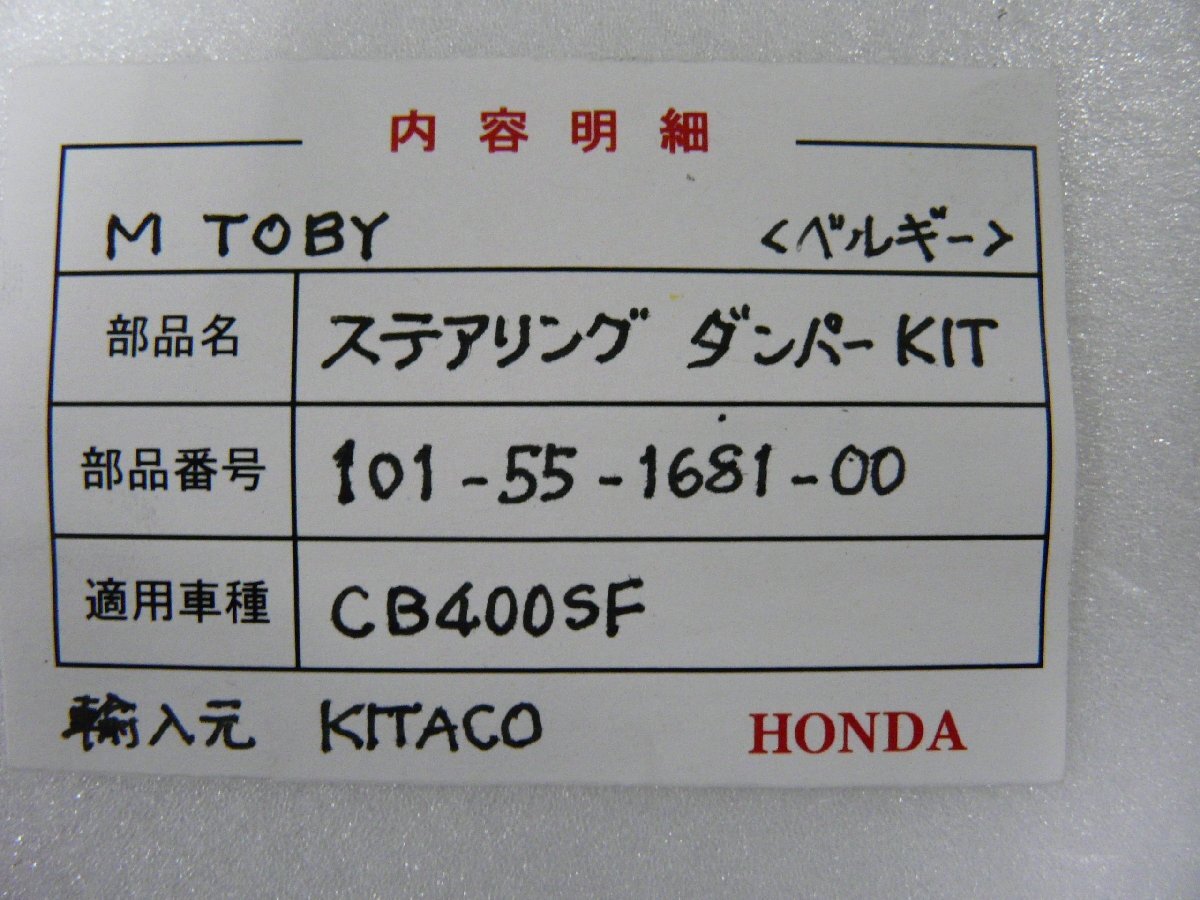 内容明細
M TOBY <ベルギー>
部品名 ステアリング ダンパーKIT
部品番号 101-55-1681-00
適用車種 CB400SF
輸入元 KITACO HONDA